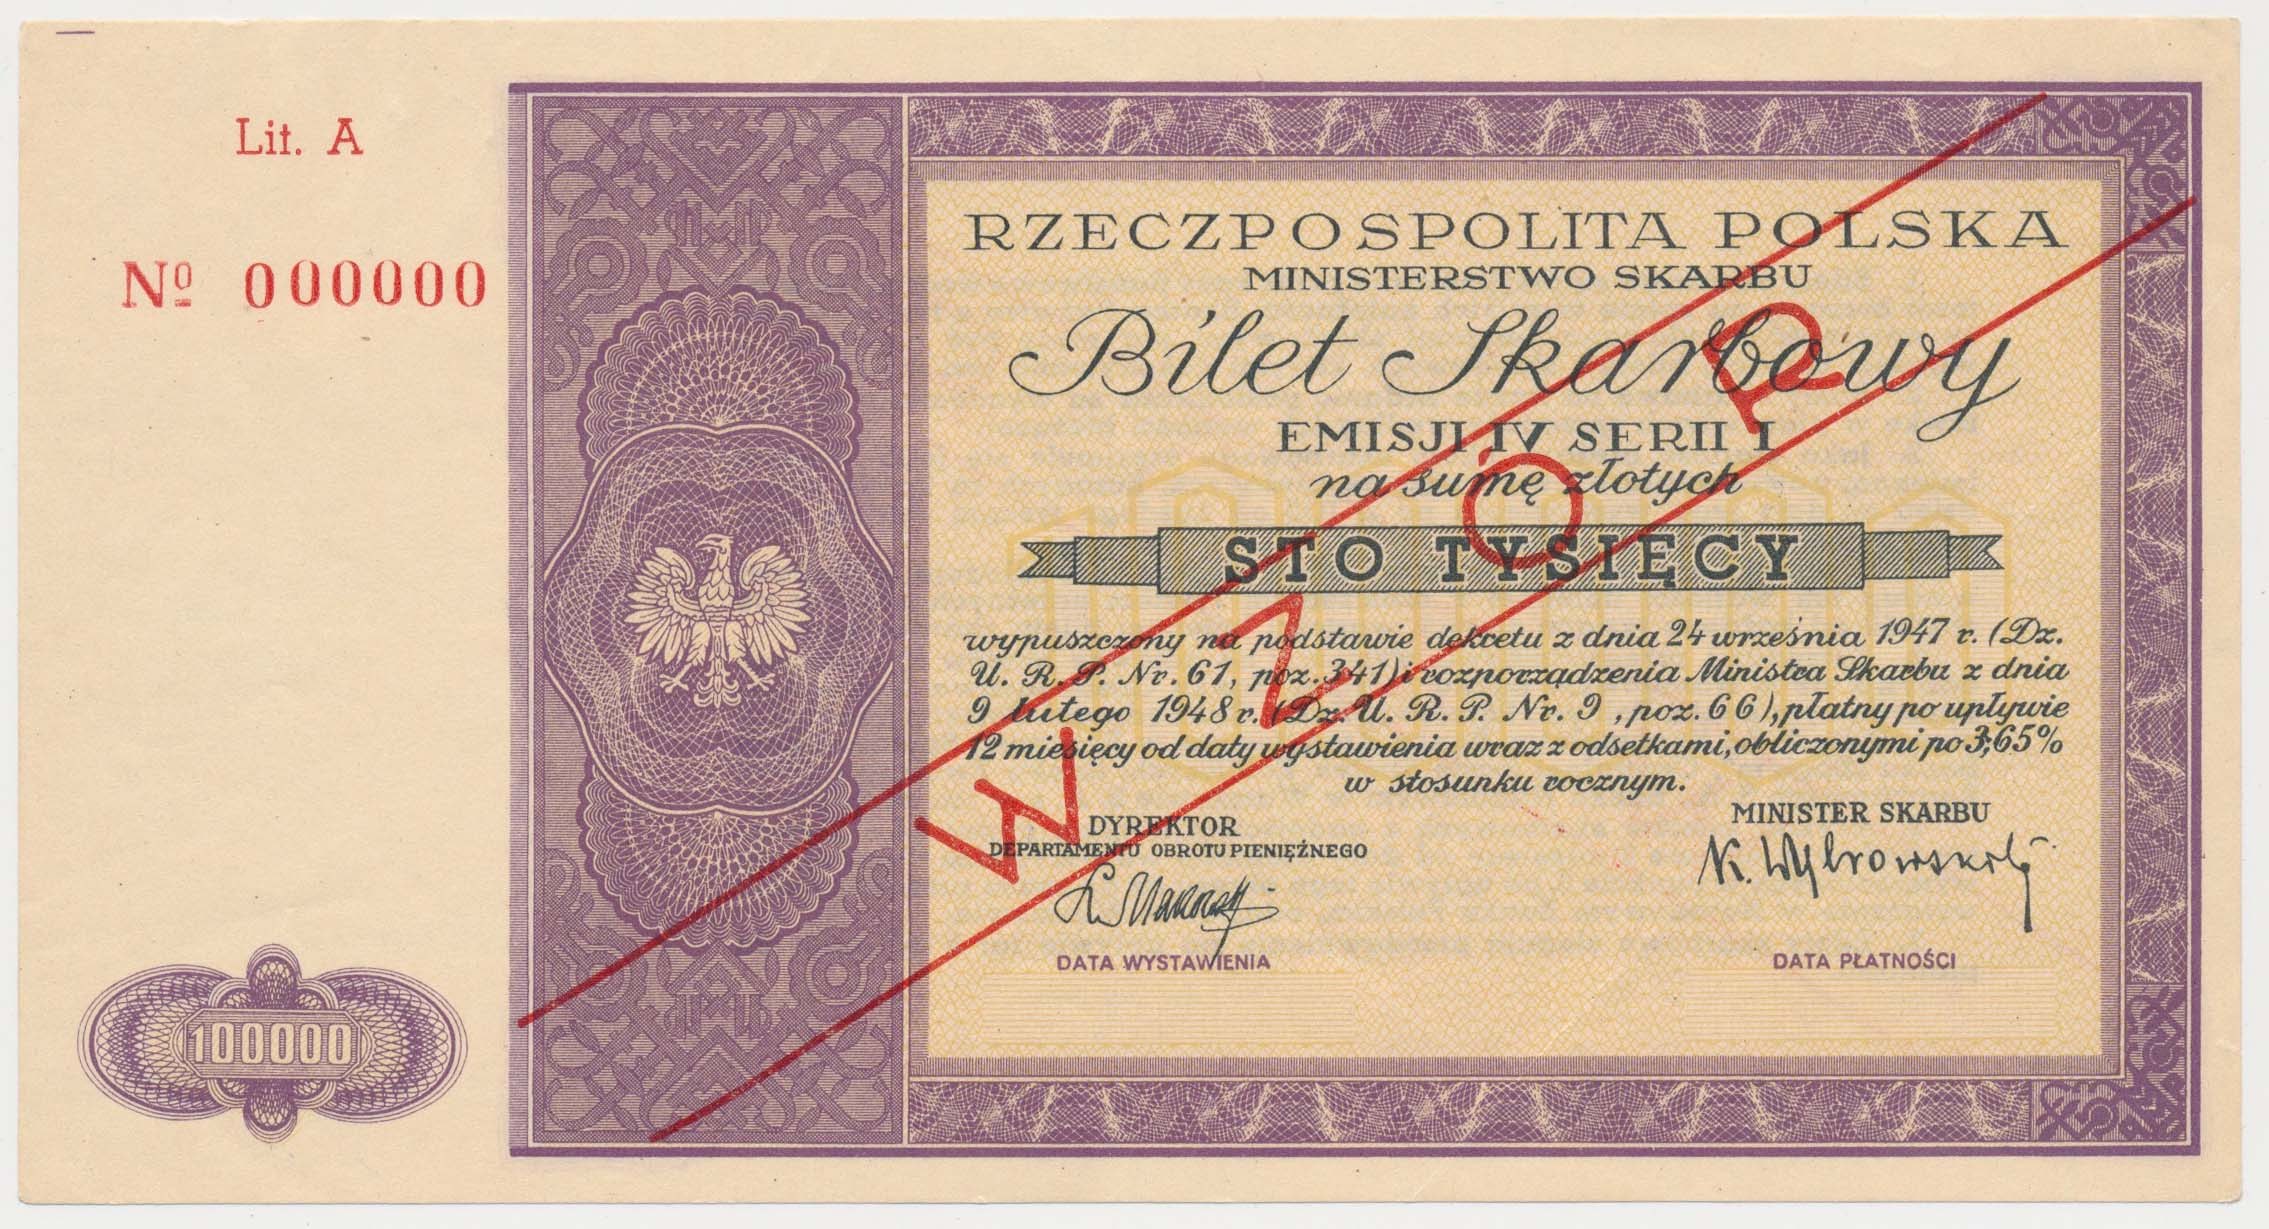 Lit. A
Nº 000000
RZECZPOSPOLITA POLSKA
MINISTERSTWO SKARBU
Bilet Skarbowy
EMISJI IV SERII I
na sumę złotych
STO TYSIĘCY
wypuszczony na podstawie dekretu z dnia 24 września 1947 r. (Dz.
U. R. P. Nr. 61, poz. 341) i rozporządzenia Ministra Skarbu z dnia
9 lutego 1948 r. (Dz. U. R. P. Nr. 9, poz. 66), płatny po upływie
12 miesięcy od daty wystawienia wraz z odsetkami, obliczonymi po 3,65%
w stosunku rocznym.
DYREKTOR
DEPARTAMENTU OBROTU PIENIĘŻNEGO
MINISTER SKARBU
DATA WYSTAWIENIA
DATA PŁATNOŚCI
100000
WZOR